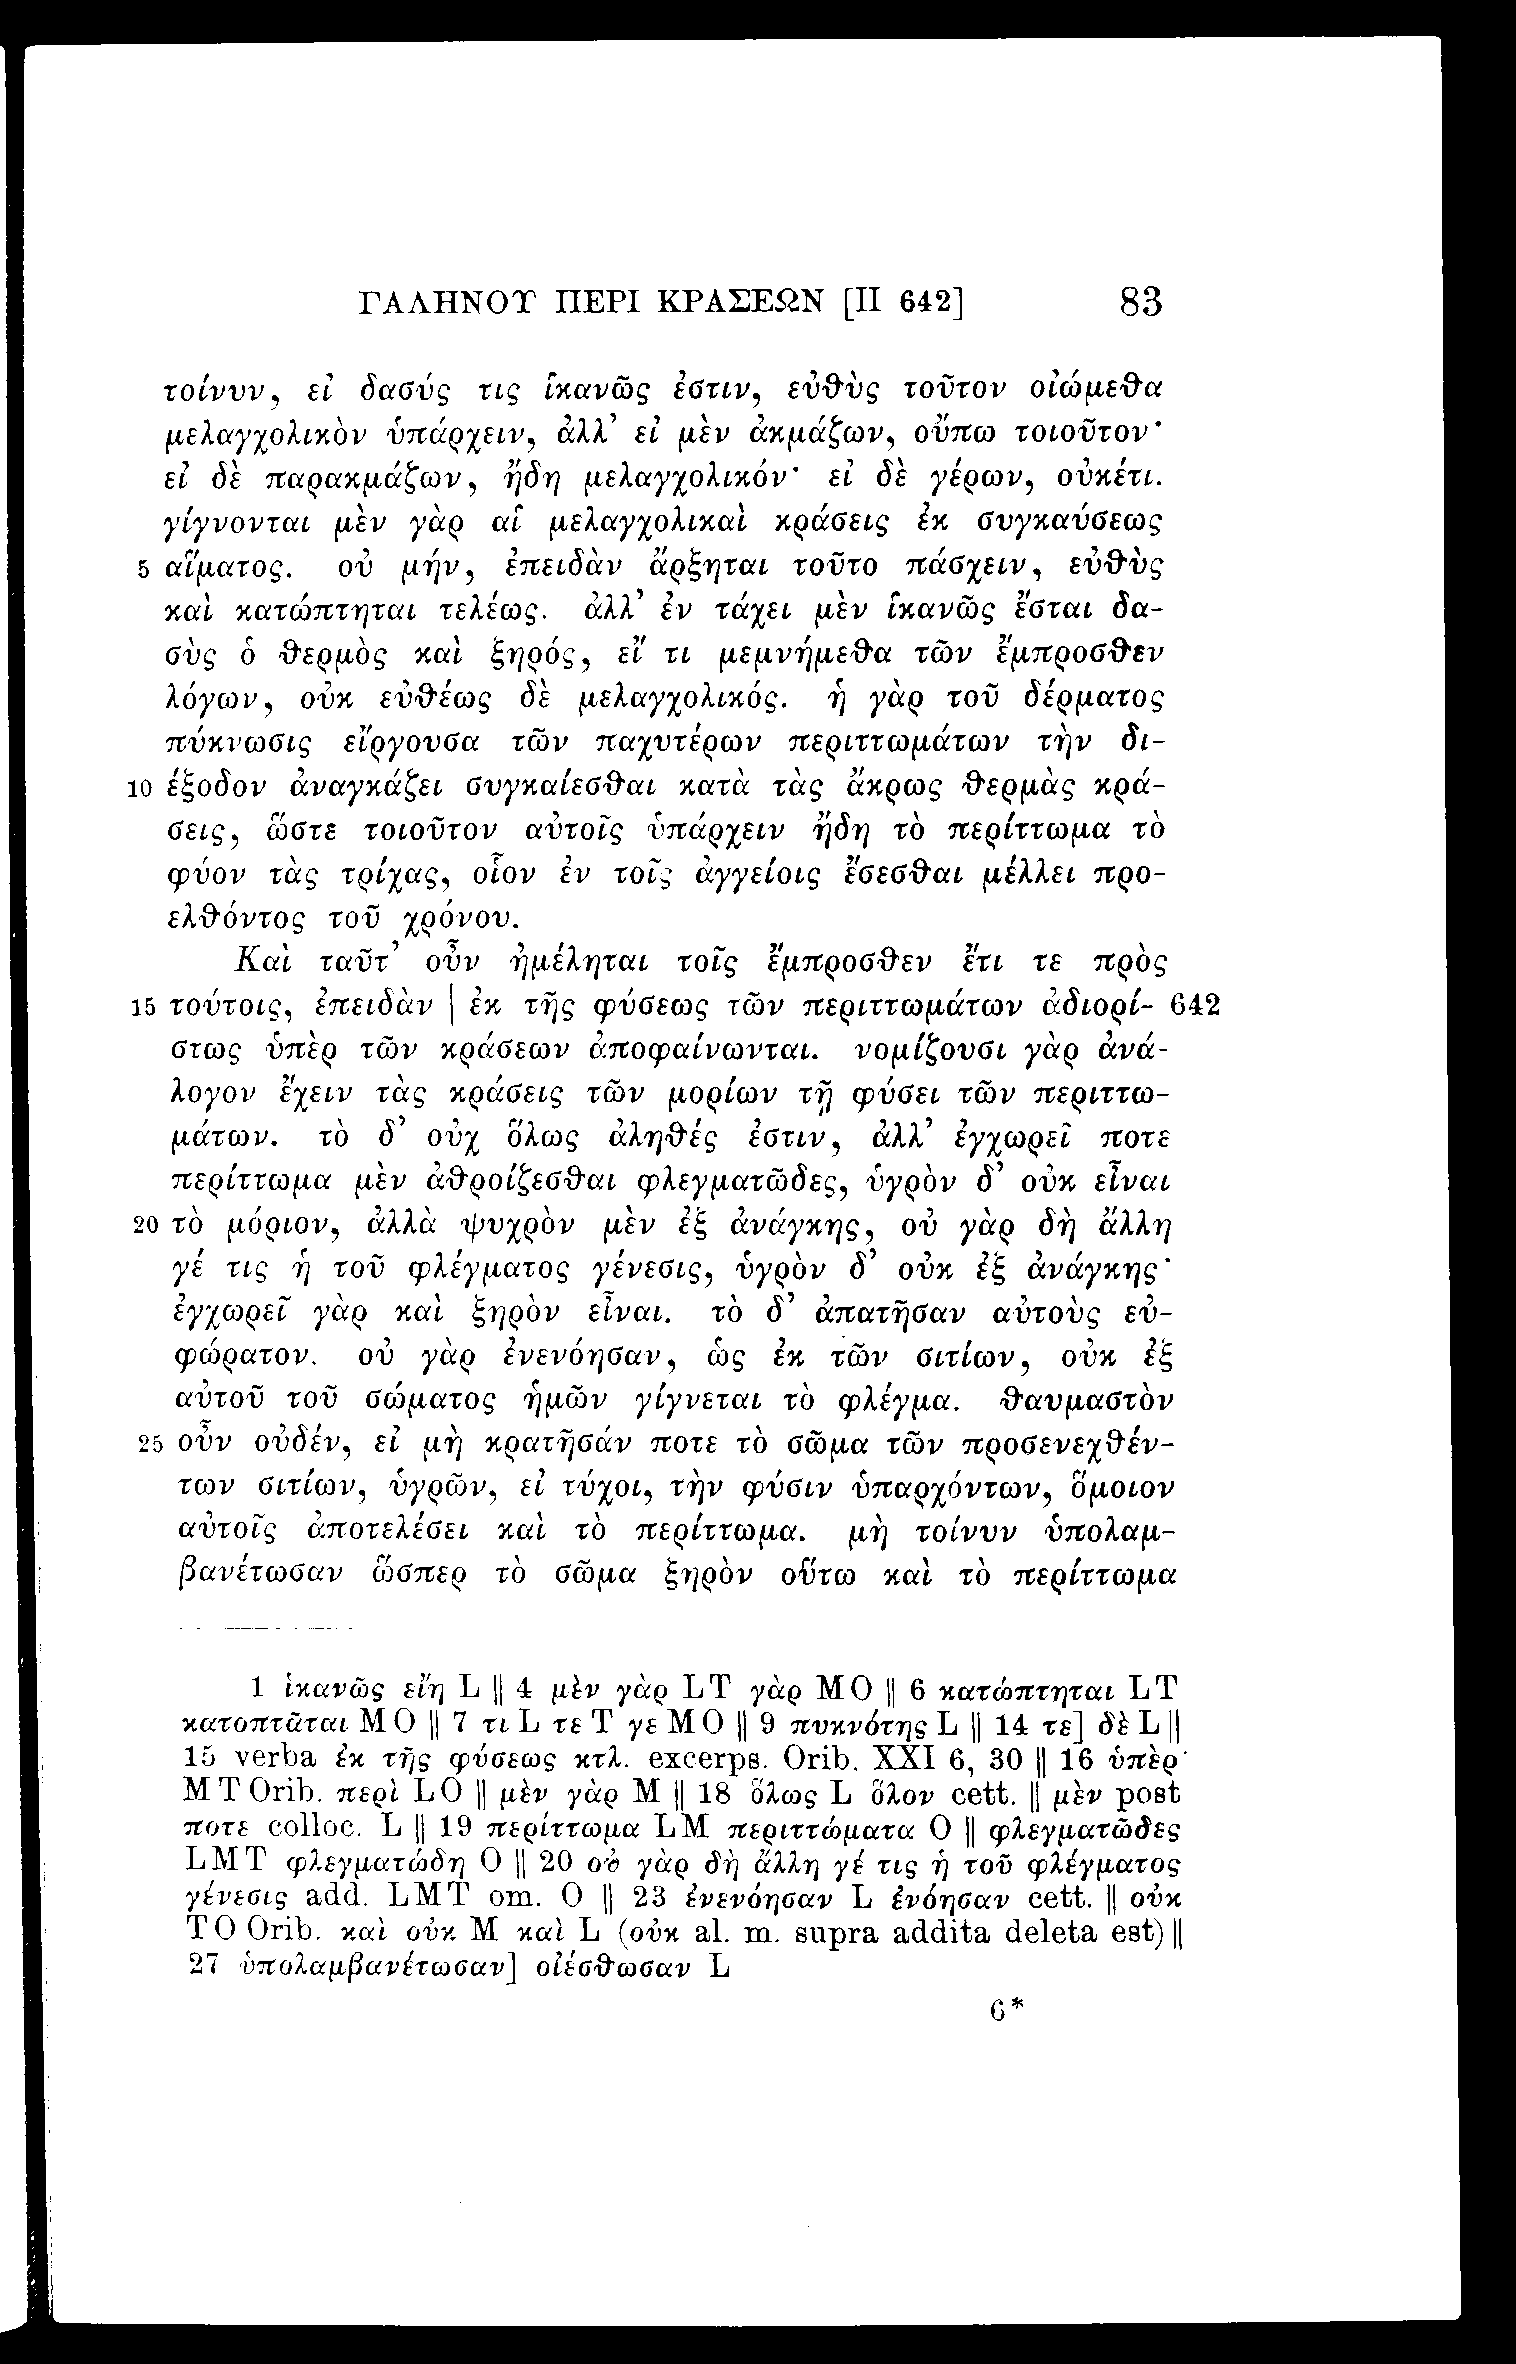 ΓΑΛΗΝΟΥ ΠΕΡΙ ΚΡΑΣΕΩΝ [II 642] 83
τοίνυν, εἰ δασύς τις ἱκανῶς ἐστιν, εὐθὺς τοῦτον οἰώμεθα
μελαγχολικὸν ὑπάρχειν, ἀλλ’ εἰ μὲν ἀκμάζων, οὔπω τοιοῦτον·
εἰ δὲ παρακμάζων, ἤδη μελαγχολικόν· εἰ δὲ γέρων, οὐκέτι.
γίγνονται μὲν γὰρ αἱ μελαγχολικαὶ κράσεις ἐκ συγκαύσεως
5 αἵματος. οὐ μήν, ἐπειδὰν ἄρξηται τοῦτο πάσχειν, εὐθὺς
καὶ κατώπτηται τελέως. ἀλλ’ ἐν τάχει μὲν ἱκανῶς ἔσται δα-
σὺς ὁ θερμὸς καὶ ξηρός, εἴ τι μεμνήμεθα τῶν ἔμπροσθεν
λόγων, οὐκ εὐθέως δὲ μελαγχολικός. ἡ γὰρ τοῦ δέρματος
πύκνωσις εἴργουσα τῶν παχυτέρων περιττωμάτων τὴν δι-
10 έξοδον ἀναγκάζει συγκαίεσθαι κατὰ τὰς ἄκρως θερμὰς κρά-
σεις, ὥστε τοιοῦτον αὐτοῖς ὑπάρχειν ἤδη τὸ περίττωμα τὸ
φύον τὰς τρίχας, οἷον ἐν τοῖς ἀγγείοις ἔσεσθαι μέλλει προ-
ελθόντος τοῦ χρόνου.
Καὶ ταῦτ’ οὖν ἠμέληται τοῖς ἔμπροσθεν ἔτι τε πρὸς
15 τούτοις, ἐπειδὰν | ἐκ τῆς φύσεως τῶν περιττωμάτων ἀδιορί- 642
στως ὑπὲρ τῶν κράσεων ἀποφαίνωνται. νομίζουσι γὰρ ἀνά-
λογον ἔχειν τὰς κράσεις τῶν μορίων τῇ φύσει τῶν περιττω-
μάτων. τὸ δ’ οὐχ ὅλως ἀληθές ἐστιν, ἀλλ’ ἐγχωρεῖ ποτε
περίττωμα μὲν ἀθροίζεσθαι φλεγματῶδες, ὑγρὸν δ’ οὐκ εἶναι
20 τὸ μόριον, ἀλλὰ ψυχρὸν μὲν ἐξ ἀνάγκης, οὐ γὰρ δὴ ἄλλη
γέ τις ἡ τοῦ φλέγματος γένεσις, ὑγρὸν δ’ οὐκ ἐξ ἀνάγκης·
ἐγχωρεῖ γὰρ καὶ ξηρὸν εἶναι. τὸ δ’ ἀπατῆσαν αὐτοὺς εὐ-
φώρατον. οὐ γὰρ ἐνενόησαν, ὡς ἐκ τῶν σιτίων, οὐκ ἐξ
αὐτοῦ τοῦ σώματος ἡμῶν γίγνεται τὸ φλέγμα. θαυμαστὸν
25 οὖν οὐδέν, εἰ μὴ κρατῆσάν ποτε τὸ σῶμα τῶν προσενεχθέν-
των σιτίων, ὑγρῶν, εἰ τύχοι, τὴν φύσιν ὑπαρχόντων, ὅμοιον
αὐτοῖς ἀποτελέσει καὶ τὸ περίττωμα. μὴ τοίνυν ὑπολαμ-
βανέτωσαν ὥσπερ τὸ σῶμα ξηρὸν οὕτω καὶ τὸ περίττωμα
1 ἱκανῶς εἴη L || 4 μὲν γὰρ LT γὰρ MO || 6 κατώπτηται LT
κατοπτᾶται MO || 7 τι L τε T γε MO || 9 πυκνότης L || 14 τε] δὲ L ||
15 verba ἐκ τῆς φύσεως κτλ. excerps. Orib. XXI 6, 30 || 16 ὑπὲρ
MT Orib. περὶ LO || μὲν γὰρ M || 18 ὅλως L ὅλον cett. || μὲν post
ποτε colloc. L || 19 περίττωμα LM περιττώματα O || φλεγματῶδες
LMT φλεγματώδη O || 20 οὐ γὰρ δὴ ἄλλη γέ τις ἡ τοῦ φλέγματος
γένεσις add. LMT om. O || 23 ἐνενόησαν L ἐνόησαν cett. || οὐκ
TO Orib. καὶ οὐκ M καὶ L (οὐκ al. m. supra addita deleta est) ||
27 ὑπολαμβανέτωσαν] οἰέσθωσαν L
6*